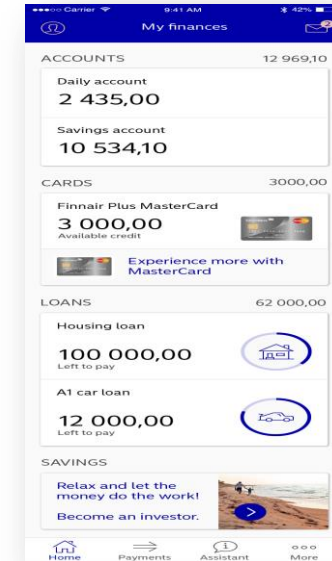 Carrier 9:41 AM 42%
My finances
2
ACCOUNTS 12 969,10
Daily account
2 435,00
Savings account
10 534,10
CARDS 3000,00
Finnair Plus MasterCard
3 000,00
Available credit
Experience more with
MasterCard
LOANS 62 000,00
Housing loan
100 000,00
Left to pay
A1 car loan
12 000,00
Left to pay
SAVINGS
Relax and let the
money do the work!
Become an investor.
Home Payments Assistant More